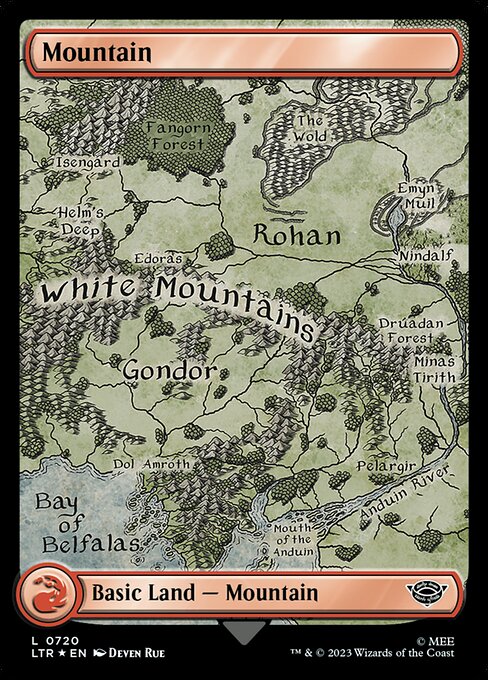 Mountain
Fangorn
Forest
The
Wold
Isengard
Emyn
Muil
Helm's
Deep
Rohan
Edoras
Nindalf
White Mountains
Drúadan
Forest
Gondor
Minas
Tirith
Dol Amroth
Pelargir
Anduin River
Bay
of
Belfalas
Mouth
of the
Anduin
Basic Land — Mountain
L 0720
LTR ★ EN Deven Rue
© MEE
™ & © 2023 Wizards of the Coast